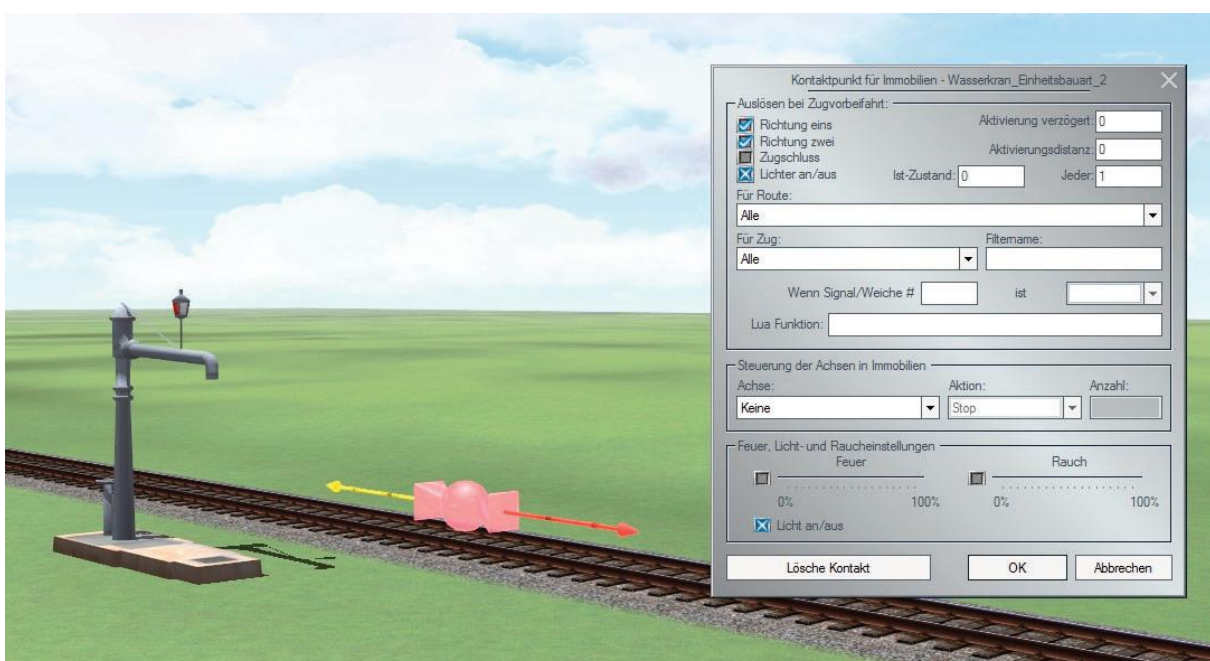 Kontaktpunkt für Immobilien - Wasserkran_Einheitsbauart_2
Auslösen bei Zugvorbeifahrt:
Richtung eins
Aktivierung verzögert: 0
Richtung zwei
Zugschluss
Aktivierungsdistanz: 0
Lichter an/aus
Ist-Zustand: 0
Jeder: 1
Für Route:
Alle
Für Zug: Filtername:
Alle
Wenn Signal/Weiche # ist
Lua Funktion:
Steuerung der Achsen in Immobilien
Achse: Aktion: Anzahl:
Keine Stop
Feuer, Licht- und Raucheinstellungen
Feuer Rauch
0% 100% 0% 100%
Licht an/aus
Lösche Kontakt OK Abbrechen